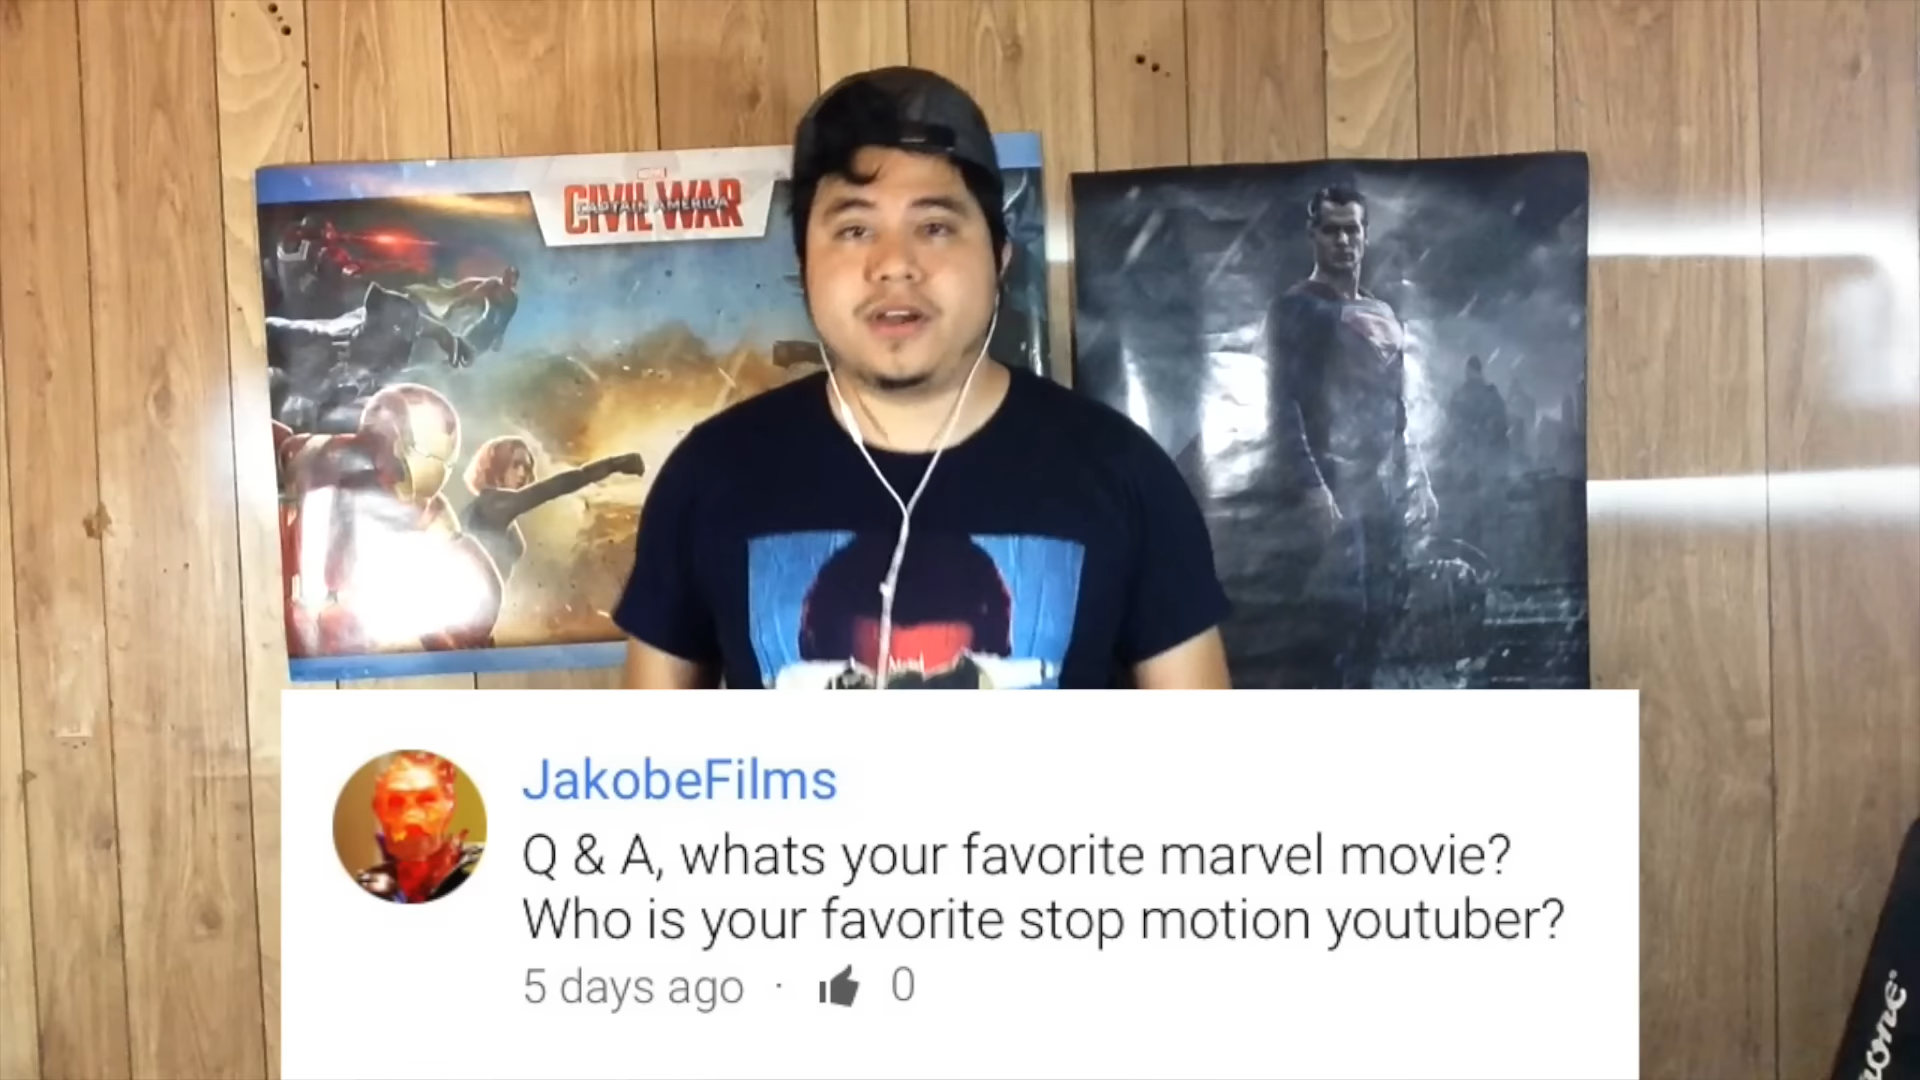 MARVEL
CAPTAIN AMERICA
CIVIL WAR
JakobeFilms
Q & A, whats your favorite marvel movie?
Who is your favorite stop motion youtuber?
5 days ago · 0